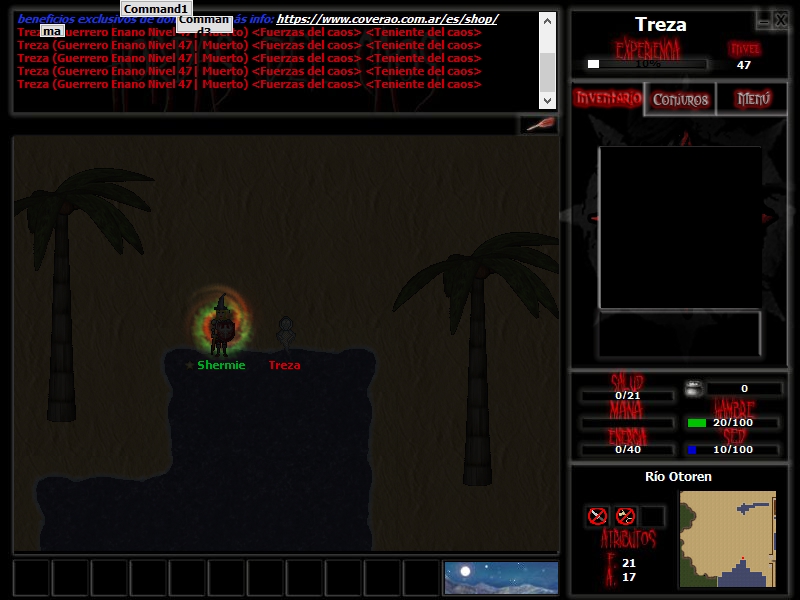 Command1
beneficios exclusivos de don ás info: https://www.coverao.com.ar/es/shop/
Comman
d3
ma
Treza (Guerrero Enano Nivel 47| Muerto) <Fuerzas del caos> <Teniente del caos>
Treza (Guerrero Enano Nivel 47| Muerto) <Fuerzas del caos> <Teniente del caos>
Treza (Guerrero Enano Nivel 47| Muerto) <Fuerzas del caos> <Teniente del caos>
Treza (Guerrero Enano Nivel 47| Muerto) <Fuerzas del caos> <Teniente del caos>
Treza (Guerrero Enano Nivel 47| Muerto) <Fuerzas del caos> <Teniente del caos>
Treza
Experiencia
Nivel
10%
47
Inventario
Conjuros
Menú
Shermie
Treza
Salud
0/21
0
Mana
Hambre
20/100
Energia
Sed
0/40
10/100
Río Otoren
Atributos
F. 21
A. 17